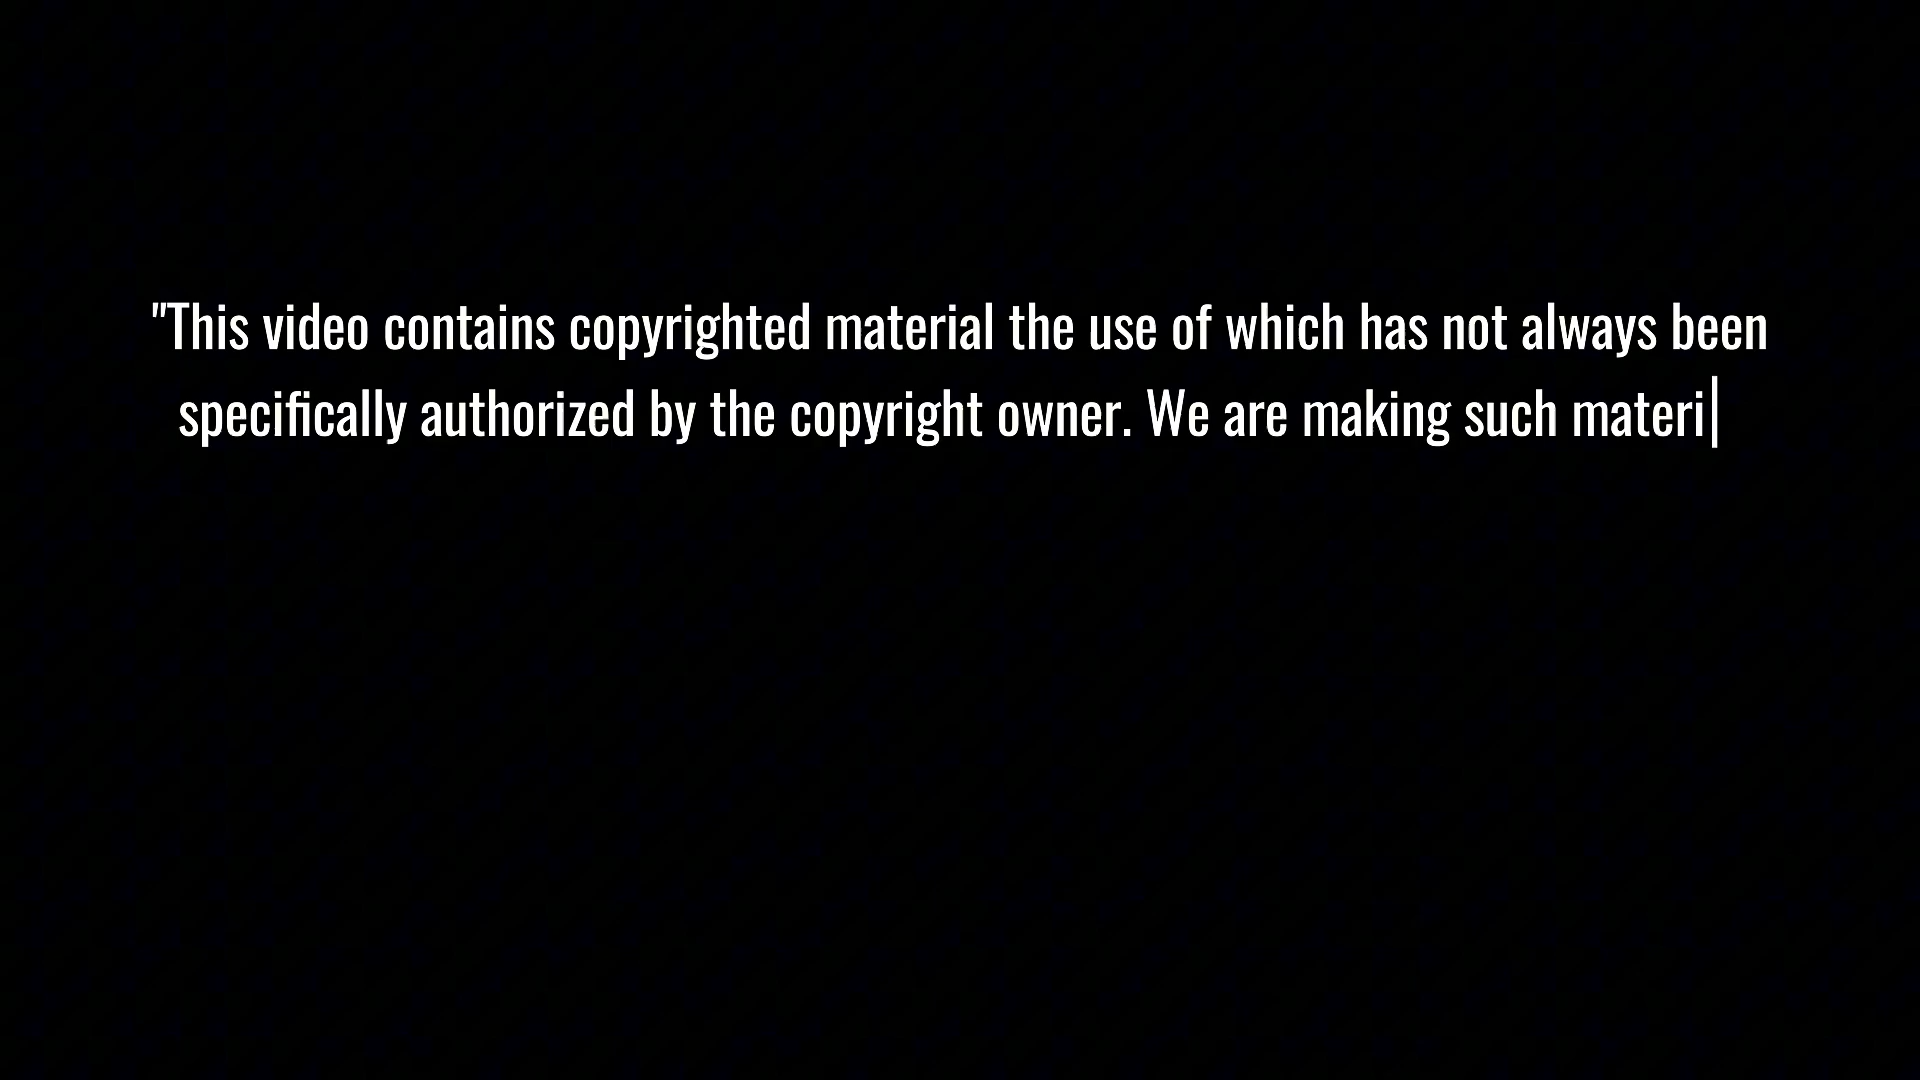 "This video contains copyrighted material the use of which has not always been
specifically authorized by the copyright owner. We are making such materi